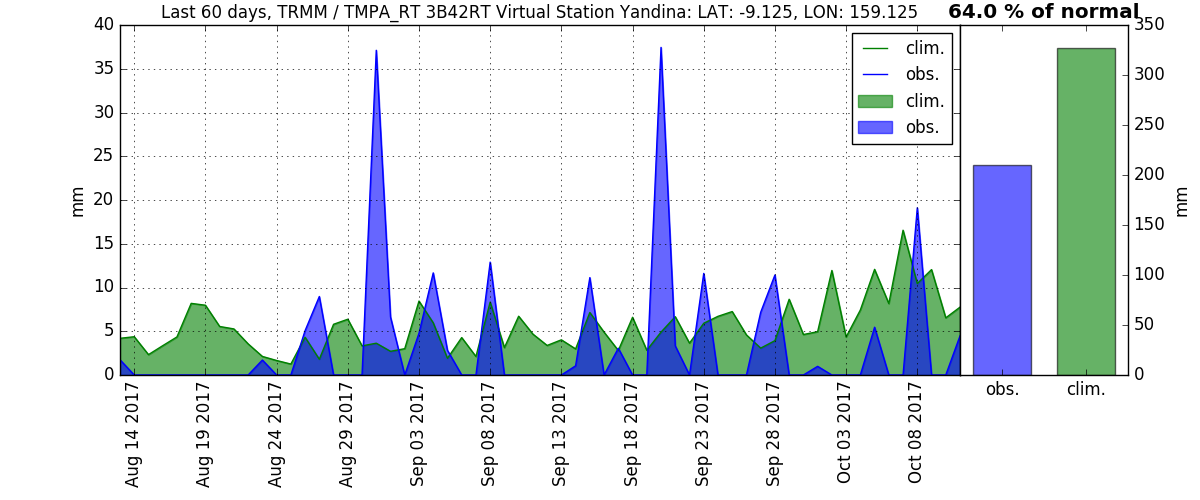 Last 60 days, TRMM / TMPA_RT 3B42RT Virtual Station Yandina: LAT: -9.125, LON: 159.125
64.0 % of normal
40
35
30
25
20
15
10
5
0
mm
clim.
obs.
clim.
obs.
350
300
250
200
150
100
50
0
mm
Aug 14 2017
Aug 19 2017
Aug 24 2017
Aug 29 2017
Sep 03 2017
Sep 08 2017
Sep 13 2017
Sep 18 2017
Sep 23 2017
Sep 28 2017
Oct 03 2017
Oct 08 2017
obs.
clim.